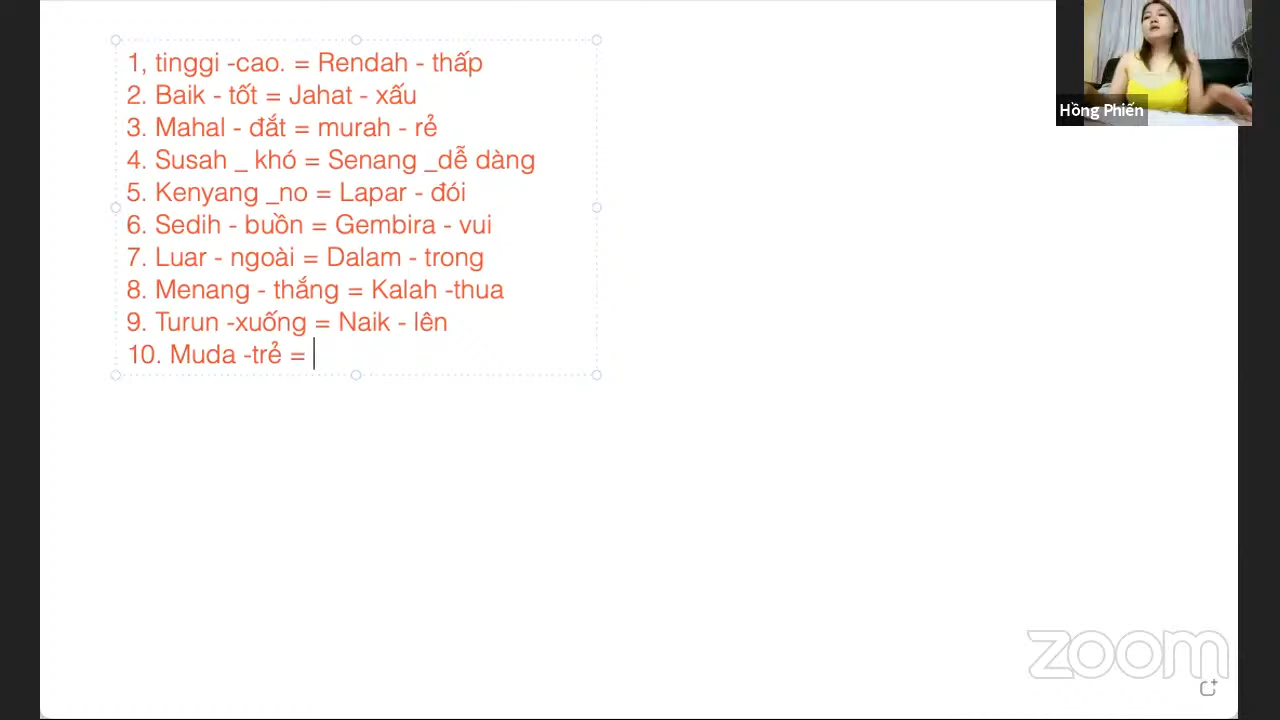 1, tinggi -cao. = Rendah - thấp
2. Baik - tốt = Jahat - xấu
3. Mahal - đắt = murah - rẻ
4. Susah _ khó = Senang _dễ dàng
5. Kenyang _no = Lapar - đói
6. Sedih - buồn = Gembira - vui
7. Luar - ngoài = Dalam - trong
8. Menang - thắng = Kalah -thua
9. Turun -xuống = Naik - lên
10. Muda -trẻ =
Hồng Phiến
zoom